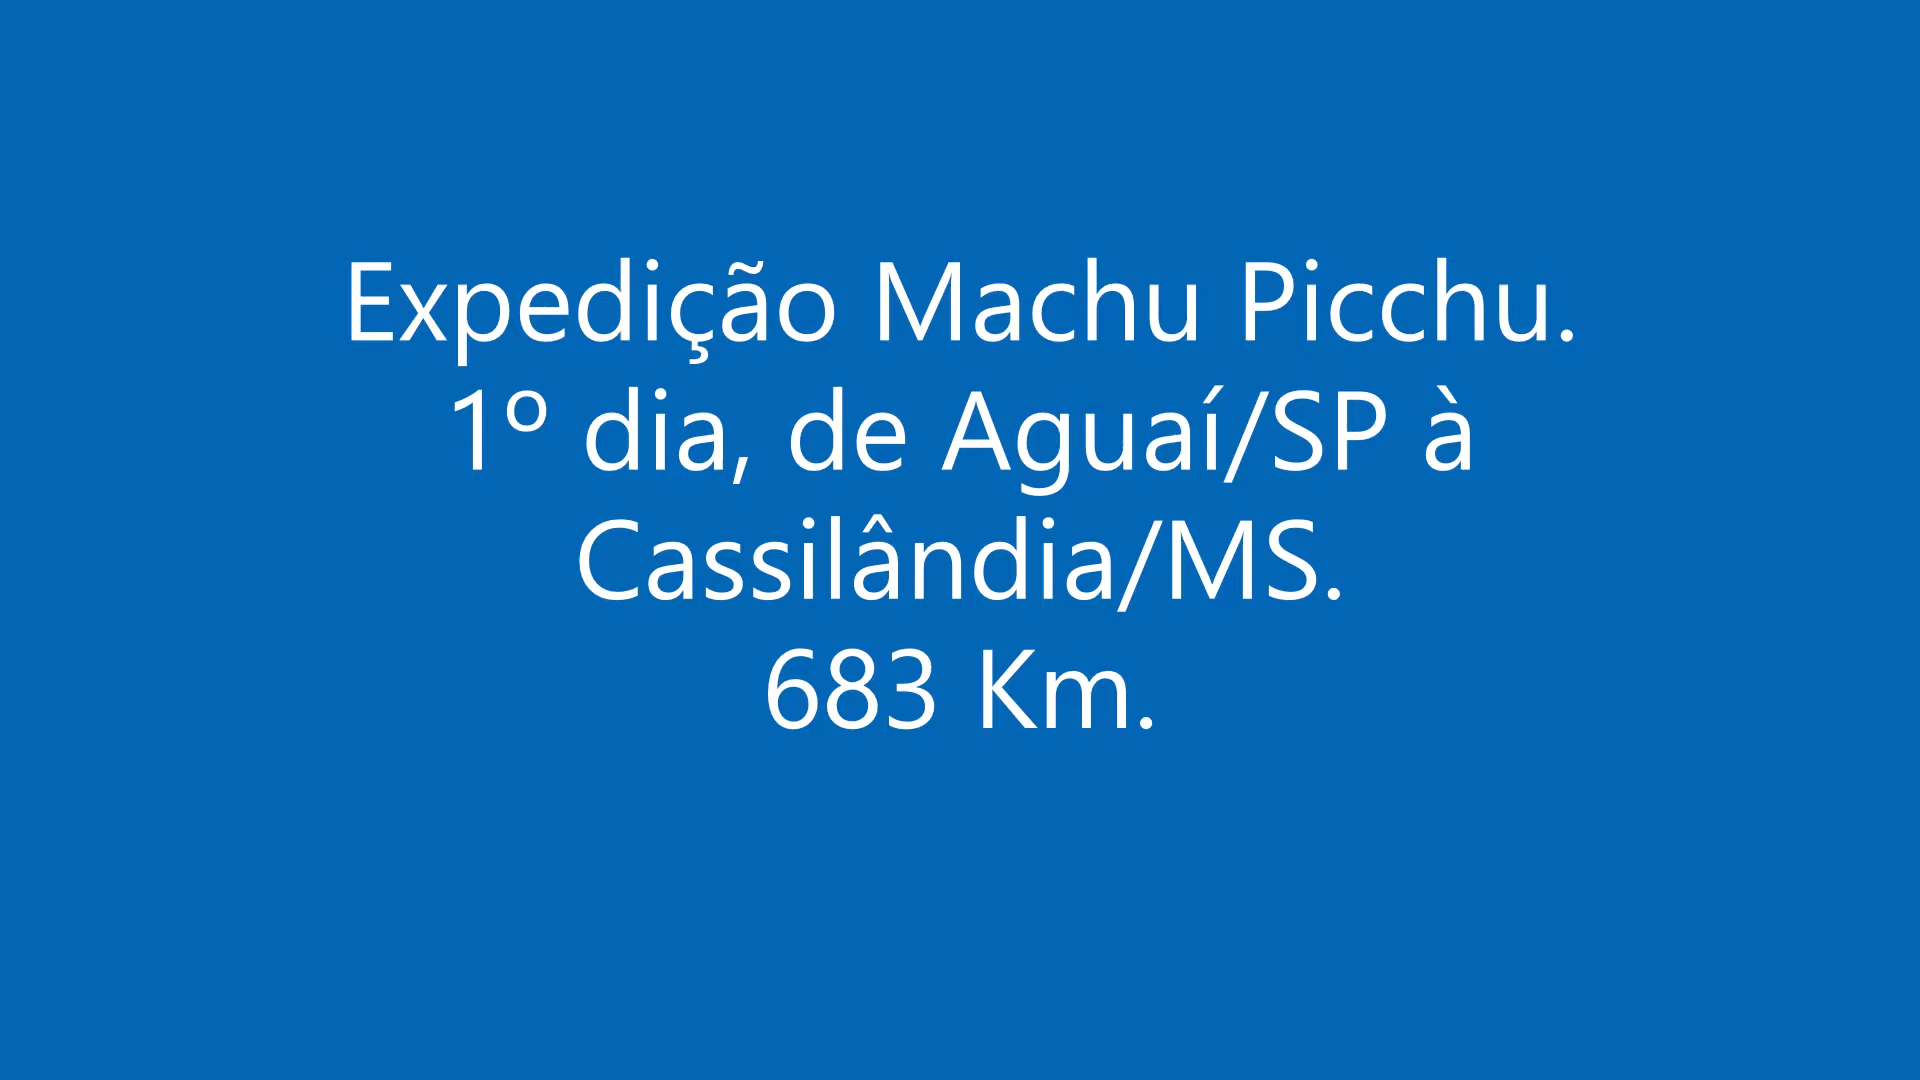 Expedição Machu Picchu.
1º dia, de Aguaí/SP à
Cassilândia/MS.
683 Km.